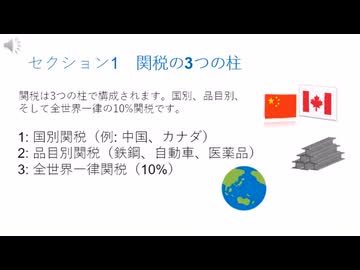 セクション1　関税の3つの柱
関税は3つの柱で構成されます。国別、品目別、
そして全世界一律の10%関税です。
1: 国別関税（例: 中国、カナダ）
2: 品目別関税（鉄鋼、自動車、医薬品）
3: 全世界一律関税（10%）